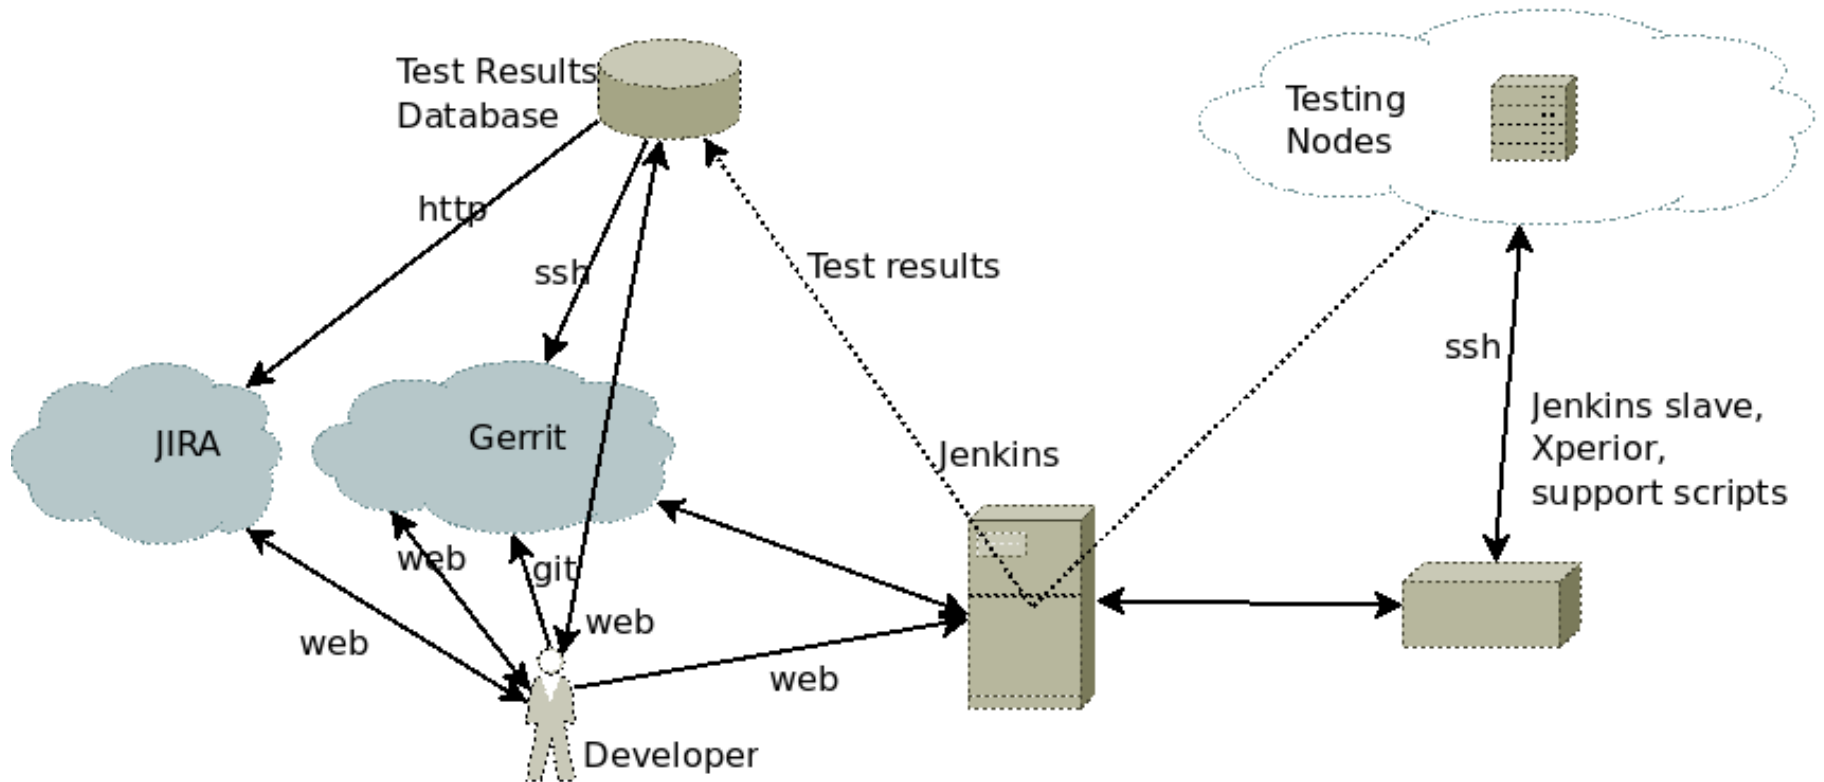 Test Results
Database
Testing
Nodes
http
ssh
Test results
ssh
Jenkins slave,
Xperior,
support scripts
JIRA
Gerrit
Jenkins
web
git
web
web
web
Developer